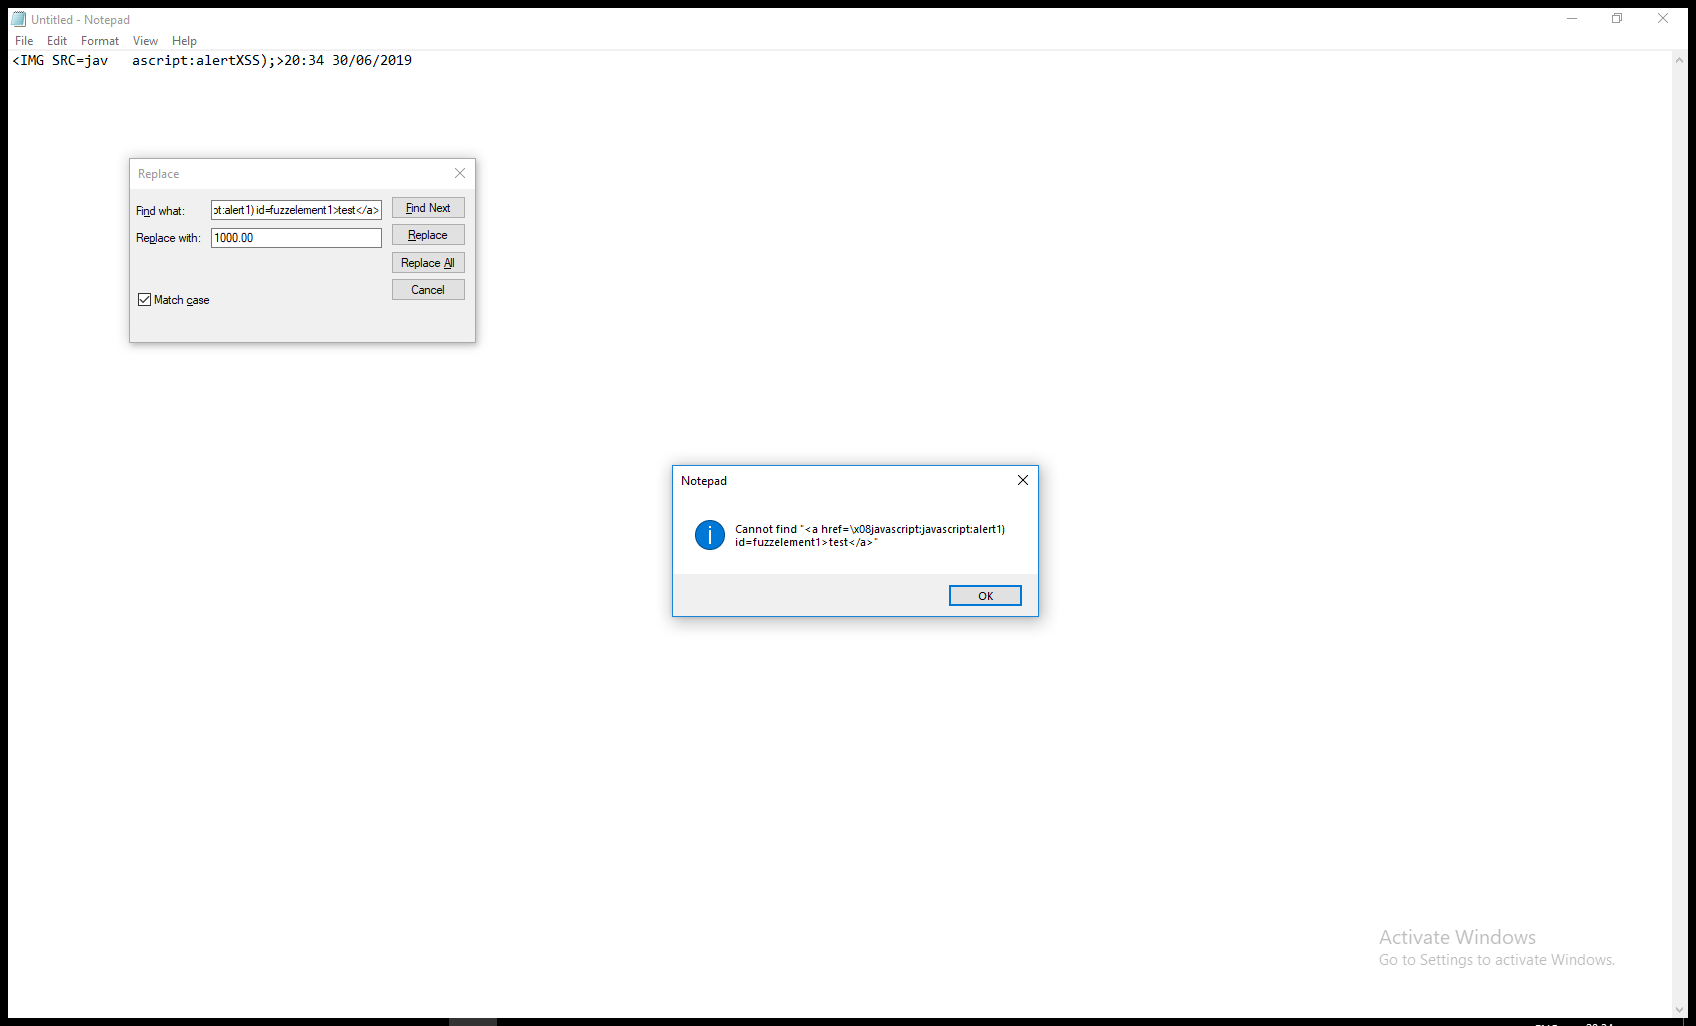 Untitled - Notepad
File Edit Format View Help
<IMG SRC=jav   ascript:alertXSS);>20:34 30/06/2019
Replace
Find what: pt:alert1) id=fuzzelement1>test</a> Find Next
Replace with: 1000.00 Replace
Replace All
Cancel
Match case
Notepad
Cannot find "<a href=\x08javascript:javascript:alert1)
id=fuzzelement1>test</a>"
OK
Activate Windows
Go to Settings to activate Windows.